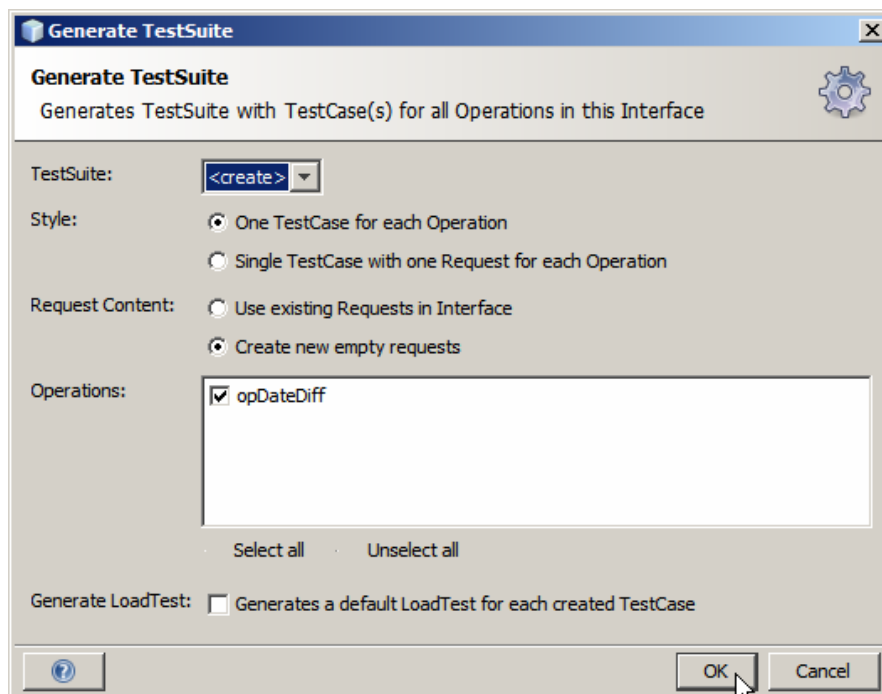 Generate TestSuite
Generate TestSuite
Generates TestSuite with TestCase(s) for all Operations in this Interface
TestSuite: <create>
Style: One TestCase for each Operation
Single TestCase with one Request for each Operation
Request Content: Use existing Requests in Interface
Create new empty requests
Operations: opDateDiff
Select all Unselect all
Generate LoadTest: Generates a default LoadTest for each created TestCase
? OK Cancel